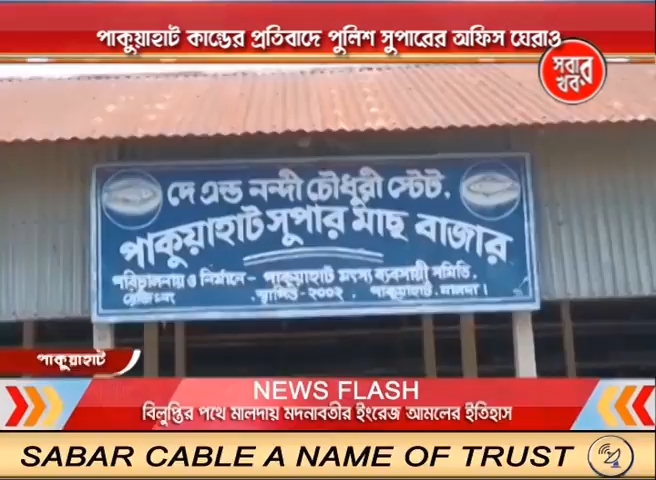 পাকুয়াহাট কান্ডের প্রতিবাদে পুলিশ সুপারের অফিস ঘেরাও
সবার
খবর
দে এন্ড নন্দী চৌধুরী স্টেট.
পাকুয়াহাট সুপার মাছ বাজার
পরিচালনায় ও নির্মানে – পাকুয়াহাট মৎস্য ব্যবসায়ী সমিতি.
স্থাপিত - ২০০২. পাকুয়াহাট. মালদা।
পাকুয়াহাট
NEWS FLASH
বিলুপ্তির পথে মালদায় মদনাবতীর ইংরেজ আমলের ইতিহাস
SABAR CABLE A NAME OF TRUST